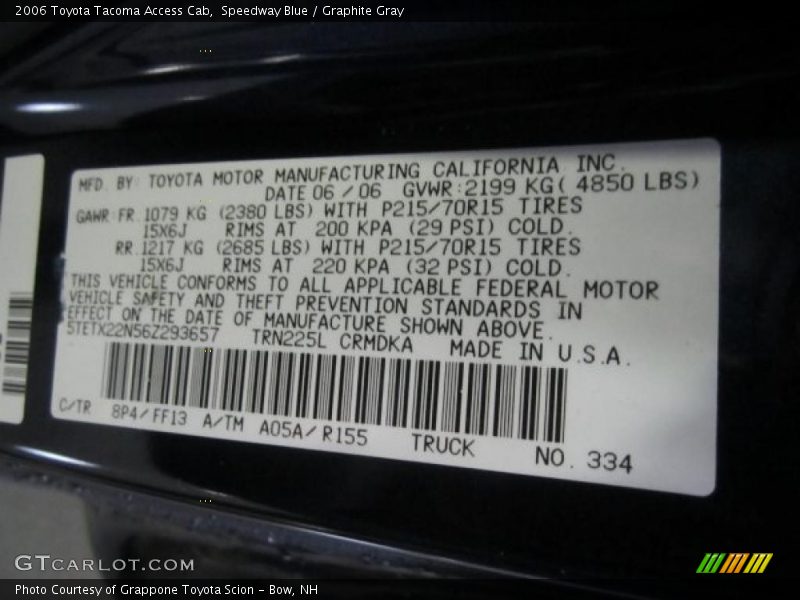 2006 Toyota Tacoma Access Cab, Speedway Blue / Graphite Gray
MFD. BY: TOYOTA MOTOR MANUFACTURING CALIFORNIA INC.
DATE 06 / 06 GVWR:2199 KG( 4850 LBS)
GAWR:FR.1079 KG (2380 LBS) WITH P215/70R15 TIRES
15X6J RIMS AT 200 KPA (29 PSI) COLD.
RR.1217 KG (2685 LBS) WITH P215/70R15 TIRES
15X6J RIMS AT 220 KPA (32 PSI) COLD.
THIS VEHICLE CONFORMS TO ALL APPLICABLE FEDERAL MOTOR
VEHICLE SAFETY AND THEFT PREVENTION STANDARDS IN
EFFECT ON THE DATE OF MANUFACTURE SHOWN ABOVE.
5TETX22N56Z293657 TRN225L CRMDKA MADE IN U.S.A.
C/TR 8P4/FF13 A/TM A05A/R155 TRUCK NO. 334
GTCARLOT.COM
Photo Courtesy of Grappone Toyota Scion – Bow, NH